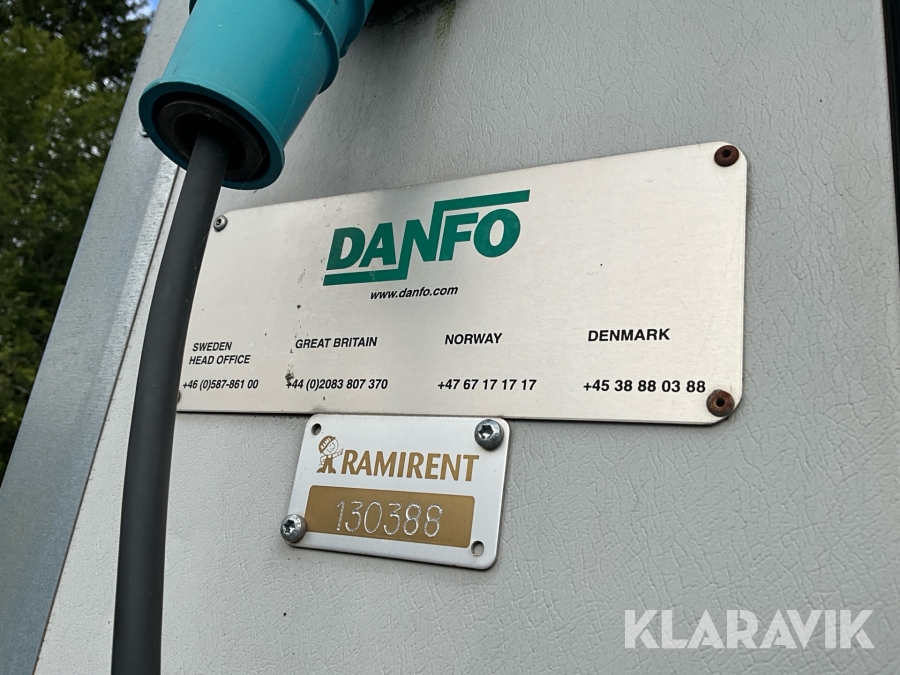 DANFO
www.danfo.com
SWEDEN
HEAD OFFICE
+46 (0)587-861 00
GREAT BRITAIN
+44 (0)2083 807 370
NORWAY
+47 67 17 17 17
DENMARK
+45 38 88 03 88
RAMIRENT
130388
KLARAVIK